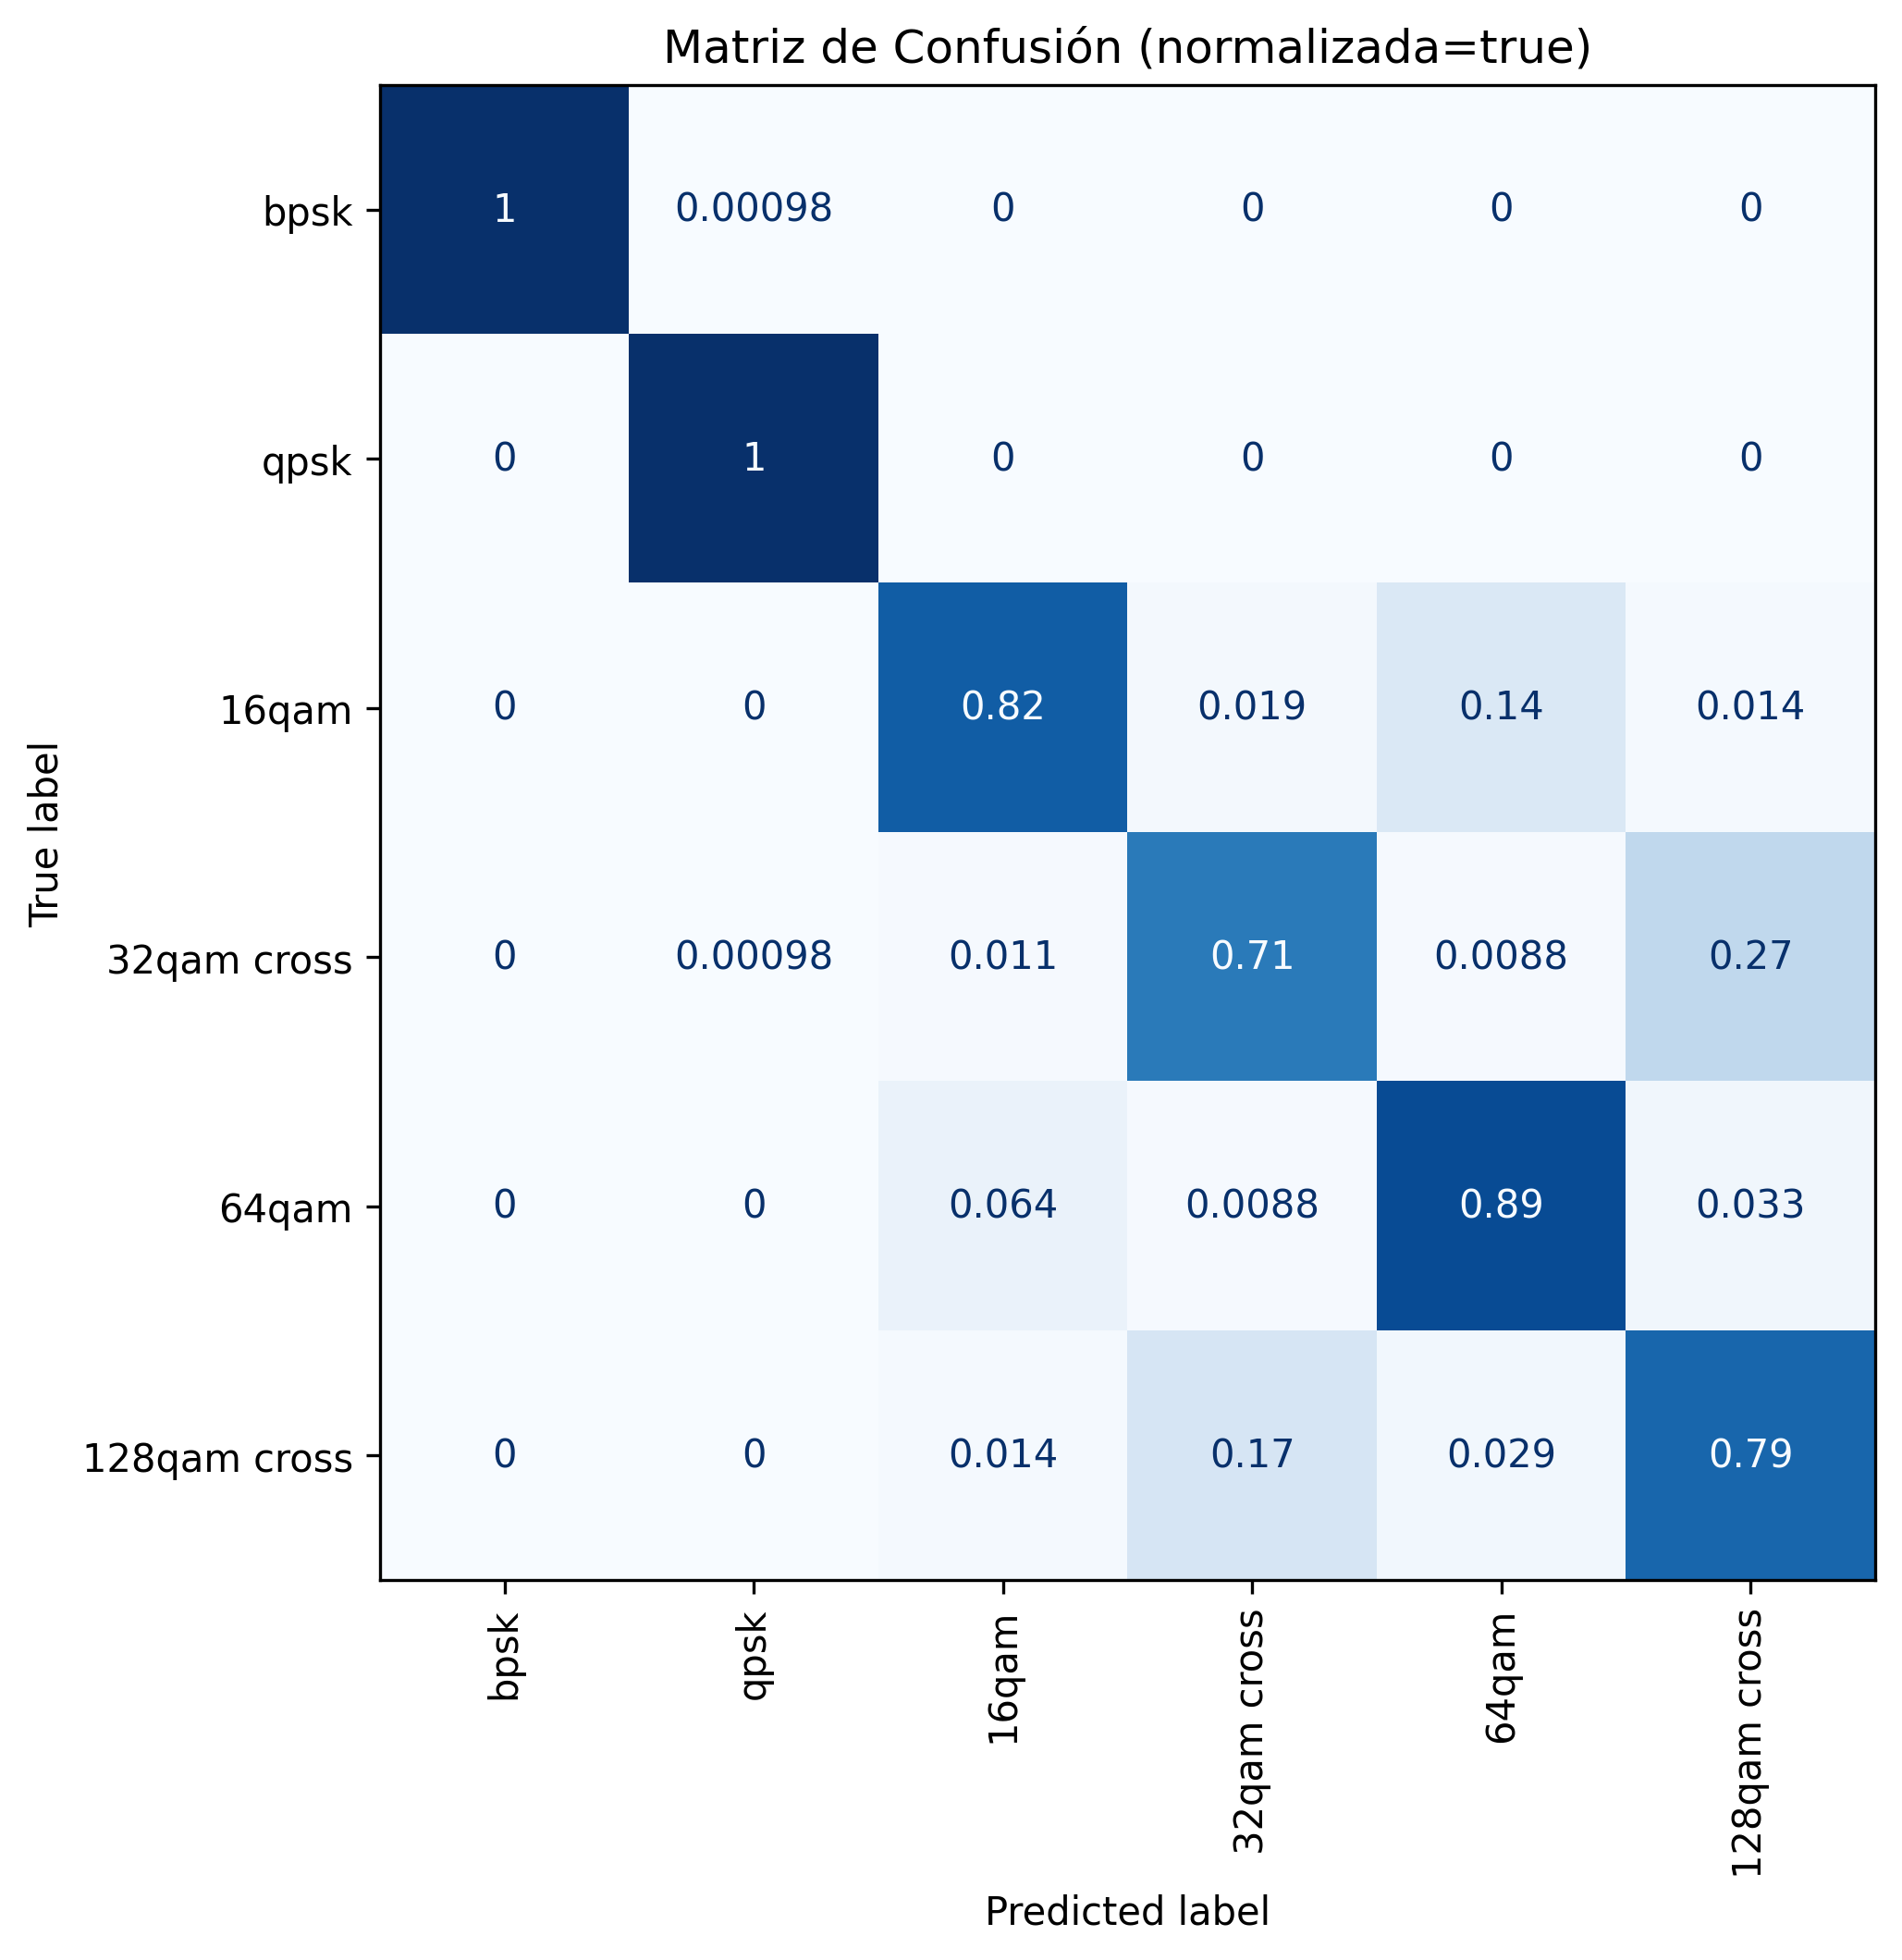 Matriz de Confusión (normalizada=true)
True label
bpsk 1 0.00098 0 0 0 0
qpsk 0 1 0 0 0 0
16qam 0 0 0.82 0.019 0.14 0.014
32qam cross 0 0.00098 0.011 0.71 0.0088 0.27
64qam 0 0 0.064 0.0088 0.89 0.033
128qam cross 0 0 0.014 0.17 0.029 0.79
bpsk qpsk 16qam 32qam cross 64qam 128qam cross
Predicted label